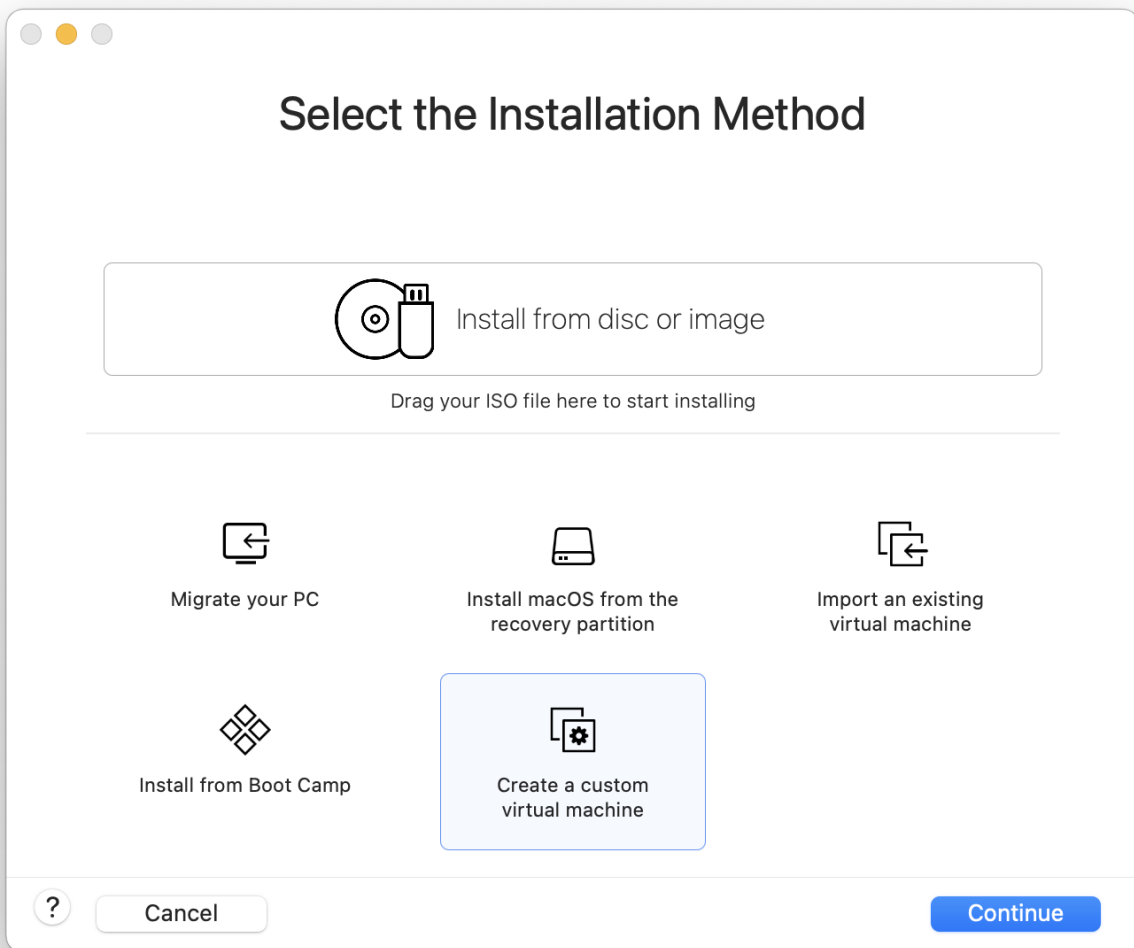 Select the Installation Method
Install from disc or image
Drag your ISO file here to start installing
Migrate your PC
Install macOS from the
recovery partition
Import an existing
virtual machine
Install from Boot Camp
Create a custom
virtual machine
?
Cancel
Continue